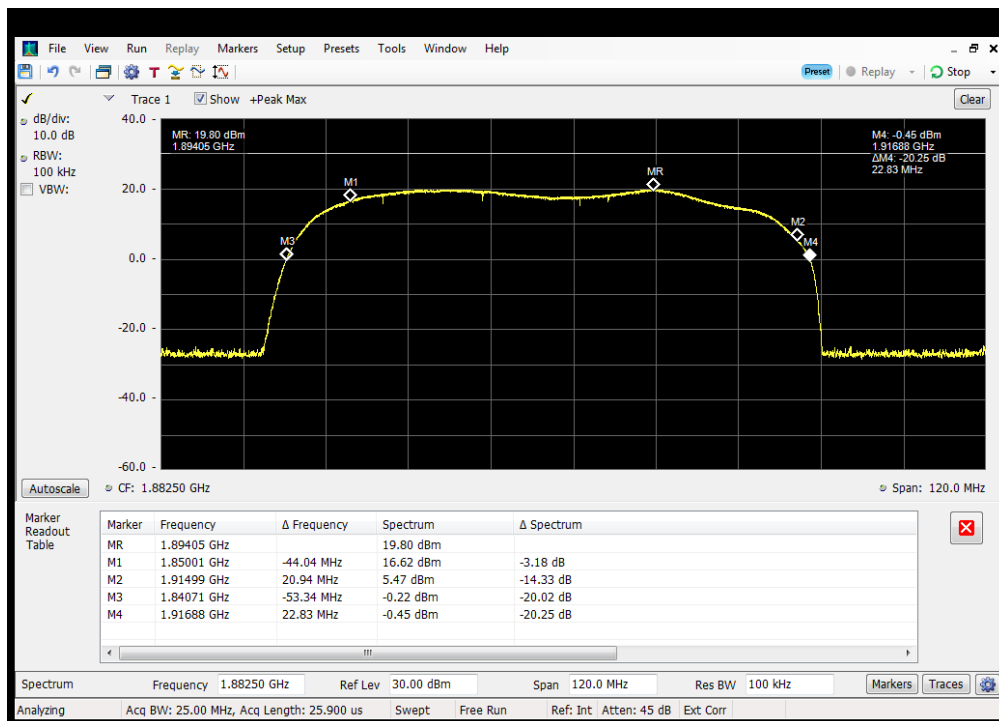 File View Run Replay Markers Setup Presets Tools Window Help
T Preset Replay Stop
Trace 1 Show +Peak Max Clear
dB/div:
10.0 dB
RBW:
100 kHz
VBW:
40.0
20.0
0.0
-20.0
-40.0
-60.0
MR: 19.80 dBm
1.89405 GHz
M4: -0.45 dBm
1.91688 GHz
ΔM4: -20.25 dB
22.83 MHz
M1
MR
M2
M3
M4
Autoscale CF: 1.88250 GHz Span: 120.0 MHz
Marker
Readout
Table
Marker Frequency Δ Frequency Spectrum Δ Spectrum
MR 1.89405 GHz 19.80 dBm
M1 1.85001 GHz -44.04 MHz 16.62 dBm -3.18 dB
M2 1.91499 GHz 20.94 MHz 5.47 dBm -14.33 dB
M3 1.84071 GHz -53.34 MHz -0.22 dBm -20.02 dB
M4 1.91688 GHz 22.83 MHz -0.45 dBm -20.25 dB
Spectrum Frequency 1.88250 GHz Ref Lev 30.00 dBm Span 120.0 MHz Res BW 100 kHz Markers Traces
Analyzing Acq BW: 25.00 MHz, Acq Length: 25.900 us Swept Free Run Ref: Int Atten: 45 dB Ext Corr